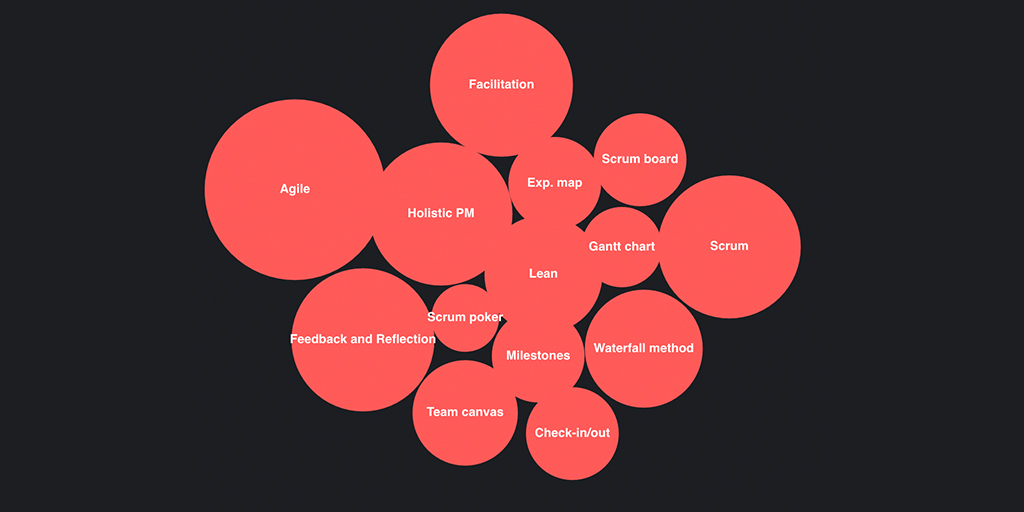 Facilitation
Scrum board
Exp. map
Agile
Holistic PM
Gantt chart
Scrum
Lean
Scrum poker
Feedback and Reflection
Waterfall method
Milestones
Team canvas
Check-in/out